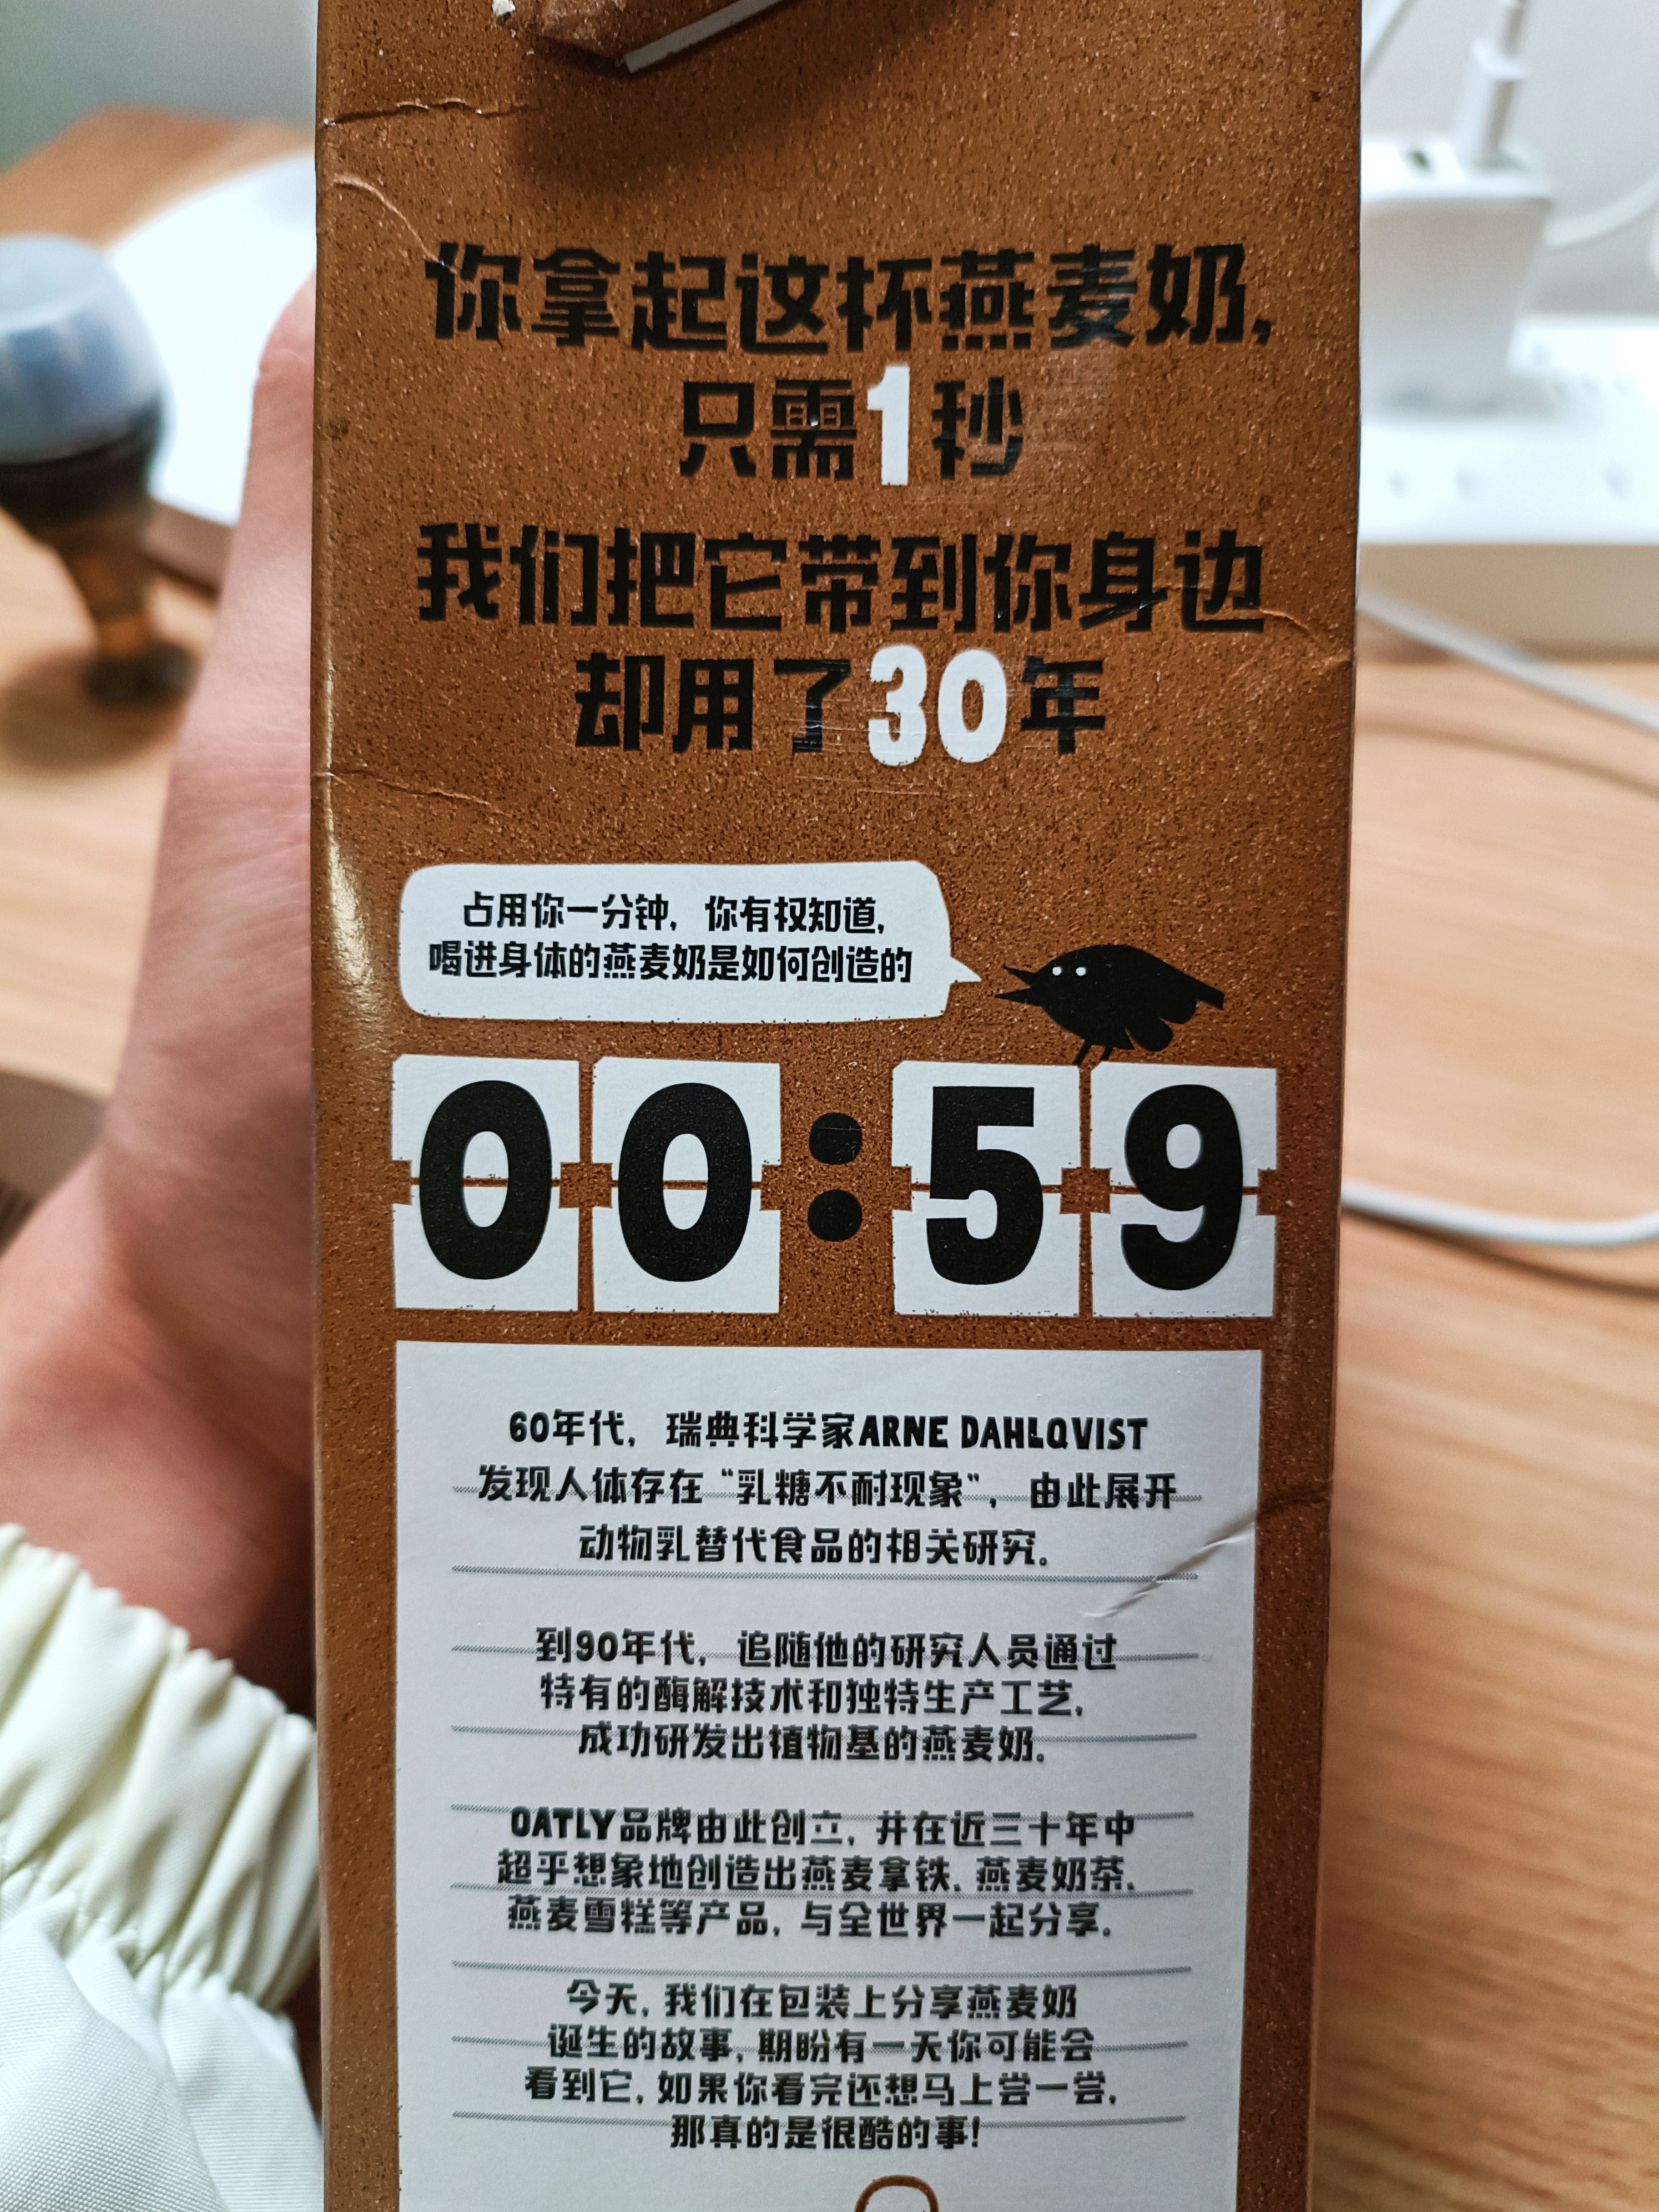 你拿起这杯燕麦奶,
只需1秒
我们把它带到你身边
却用了30年
占用你一分钟，你有权知道，
喝进身体的燕麦奶是如何创造的
00:59
60年代，瑞典科学家ARNE DAHLQVIST
发现人体存在“乳糖不耐现象”，由此展开
动物乳替代食品的相关研究。
到90年代，追随他的研究人员通过
特有的酶解技术和独特生产工艺，
成功研发出植物基的燕麦奶。
OATLY品牌由此创立，并在近三十年中
超乎想象地创造出燕麦拿铁、燕麦奶茶、
燕麦雪糕等产品，与全世界一起分享。
今天，我们在包装上分享燕麦奶
诞生的故事，期盼有一天你可能会
看到它，如果你看完还想马上尝一尝，
那真的是很酷的事！